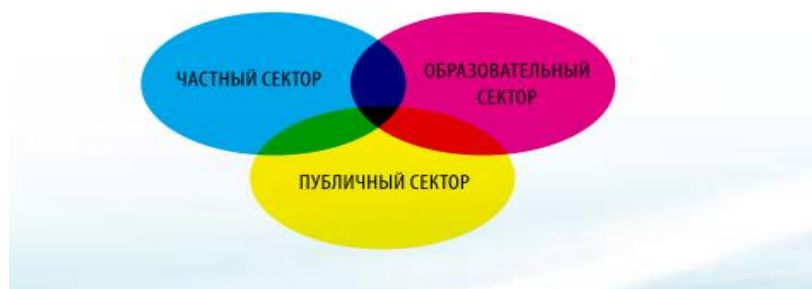 ЧАСТНЫЙ СЕКТОР
ОБРАЗОВАТЕЛЬНЫЙ
СЕКТОР
ПУБЛИЧНЫЙ СЕКТОР